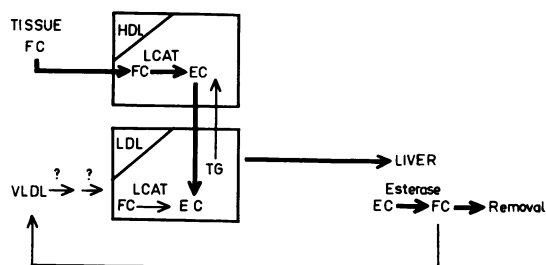 TISSUE
FC
HDL
LCAT
FC EC
LDL
TG
LIVER
? ?
VLDL
LCAT
FC EC
Esterase
EC FC Removal